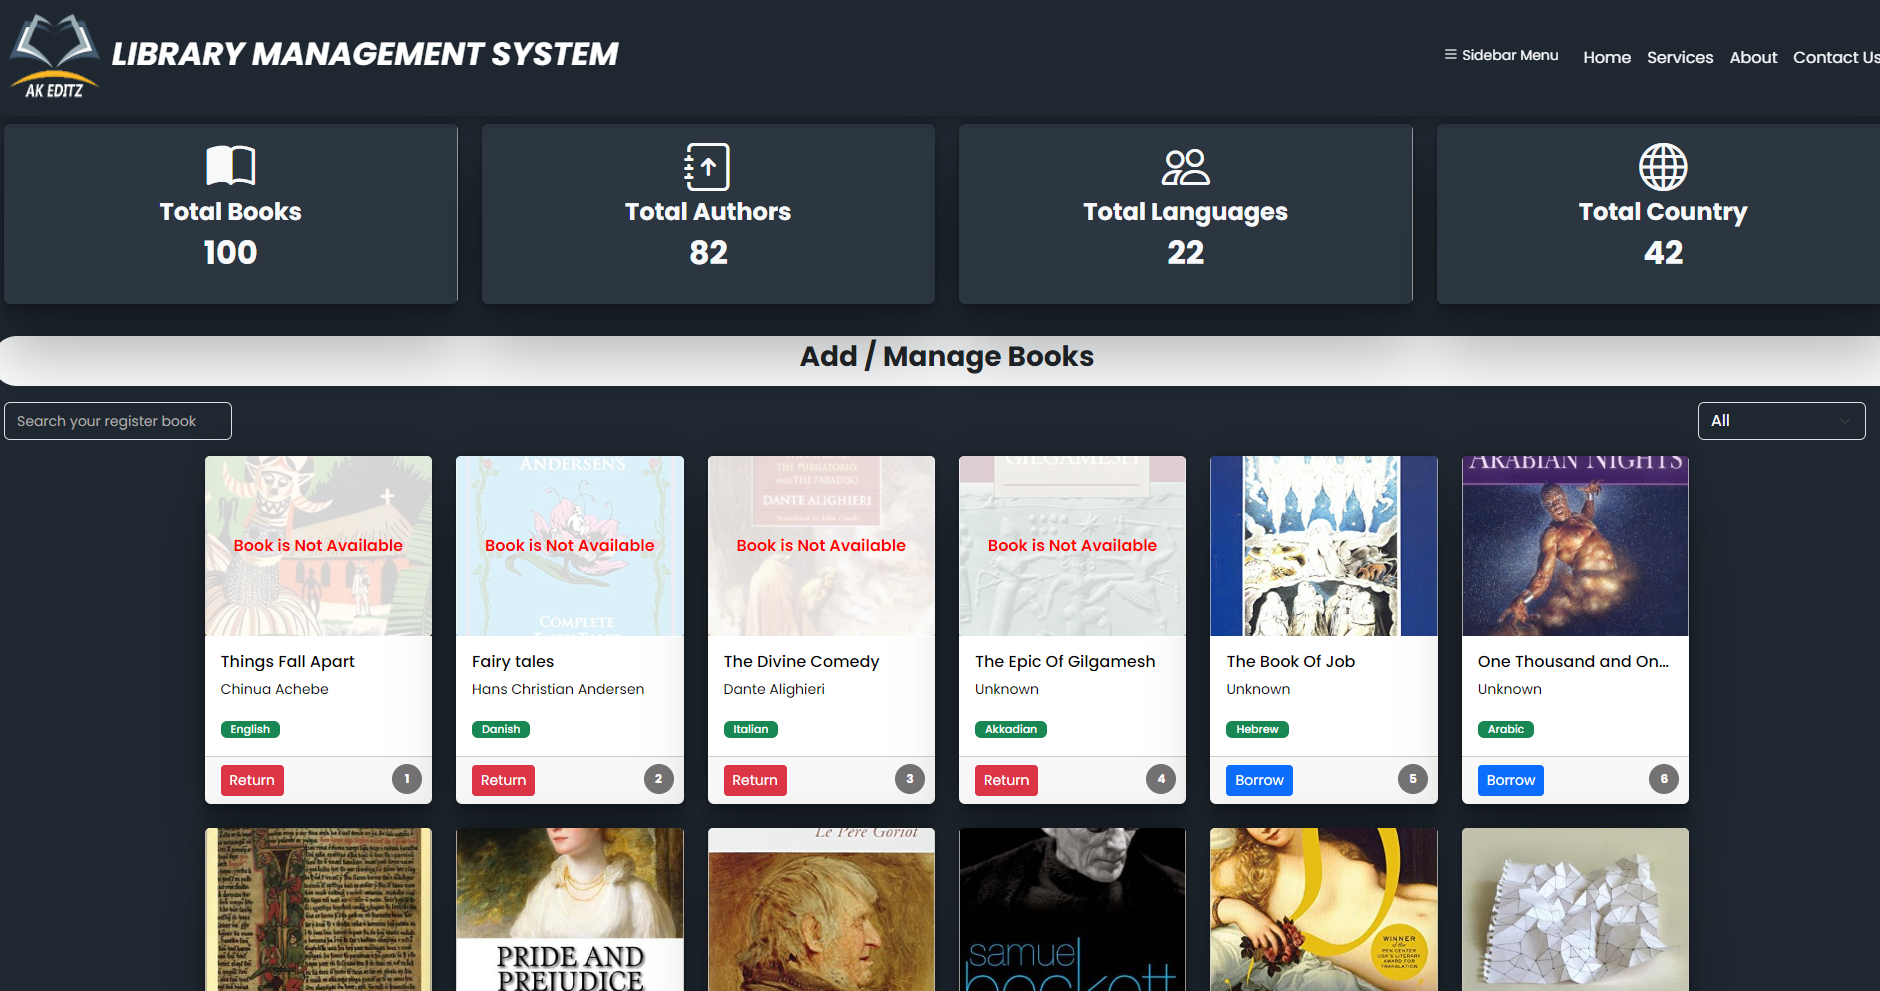 AK EDITZ
LIBRARY MANAGEMENT SYSTEM
Sidebar Menu
Home
Services
About
Contact Us
Total Books
100
Total Authors
82
Total Languages
22
Total Country
42
Add / Manage Books
Search your register book
All
Book is Not Available
ANDERSEN'S
Book is Not Available
COMPLETE
THE PURGATORIO,
AND THE PARADISO
DANTE ALIGHIERI
Book is Not Available
GILGAMESH
Book is Not Available
ARABIAN NIGHTS
Things Fall Apart
Chinua Achebe
English
Return
1
Fairy tales
Hans Christian Andersen
Danish
Return
2
The Divine Comedy
Dante Alighieri
Italian
Return
3
The Epic Of Gilgamesh
Unknown
Akkadian
Return
4
The Book Of Job
Unknown
Hebrew
Borrow
5
One Thousand and On...
Unknown
Arabic
Borrow
6
PRIDE AND
PREJUDICE
Le Père Goriot
samuel
beckett
WINNER
of the
PEN CENTER
USA'S LITERARY
AWARD FOR
TRANSLATION